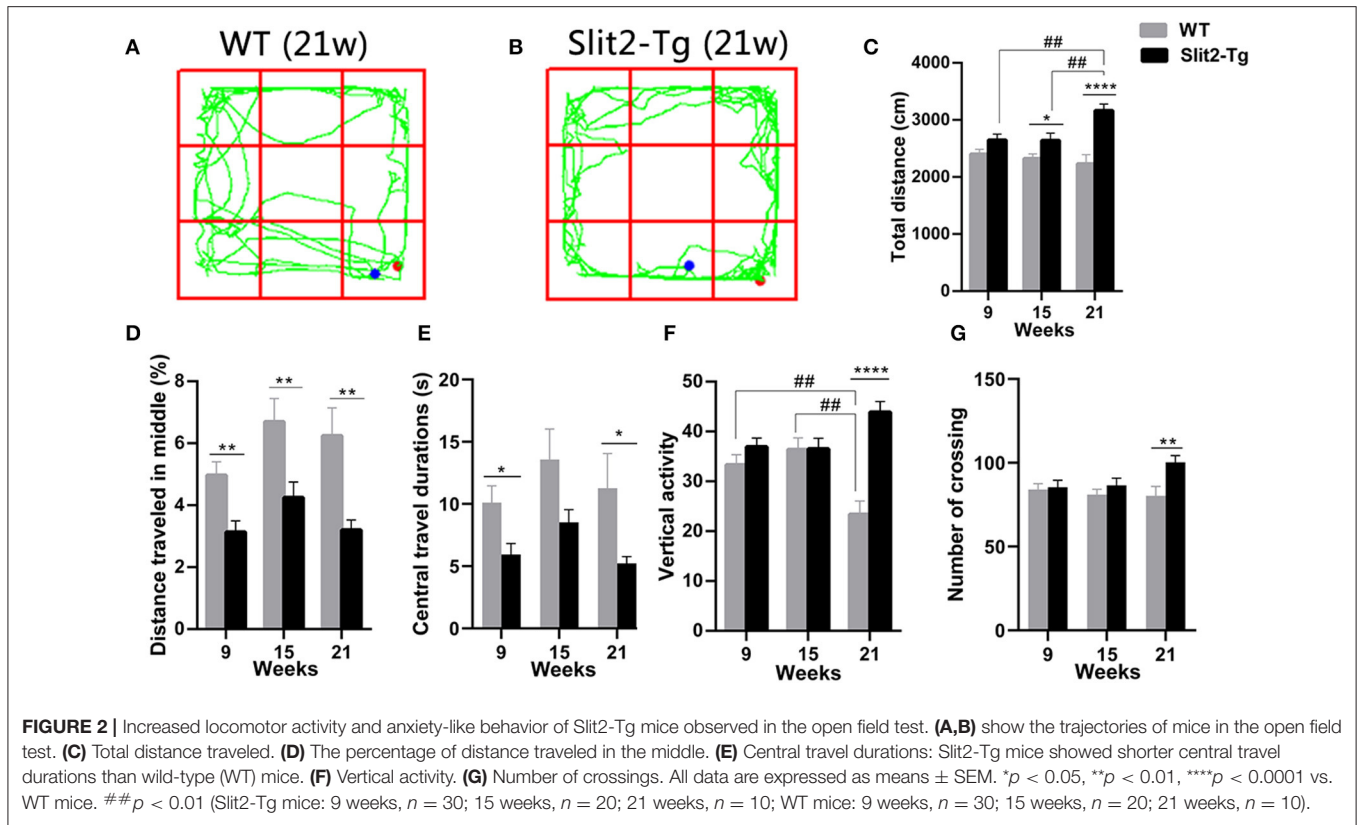 A
WT (21w)
B
Slit2-Tg (21w)
C
WT
Slit2-Tg
##
##
****
*
4000
3000
2000
1000
0
Total distance (cm)
9 15 21
Weeks
D
**
**
**
8
6
4
2
0
Distance traveled in middle (%)
9 15 21
Weeks
E
*
*
20
15
10
5
0
Central travel durations (s)
9 15 21
Weeks
F
##
##
****
50
40
30
20
10
0
Vertical activity
9 15 21
Weeks
G
**
150
100
50
0
Number of crossing
9 15 21
Weeks
FIGURE 2 | Increased locomotor activity and anxiety-like behavior of Slit2-Tg mice observed in the open field test. (A,B) show the trajectories of mice in the open field
test. (C) Total distance traveled. (D) The percentage of distance traveled in the middle. (E) Central travel durations: Slit2-Tg mice showed shorter central travel
durations than wild-type (WT) mice. (F) Vertical activity. (G) Number of crossings. All data are expressed as means ± SEM. *p < 0.05, **p < 0.01, ****p < 0.0001 vs.
WT mice. ##p < 0.01 (Slit2-Tg mice: 9 weeks, n = 30; 15 weeks, n = 20; 21 weeks, n = 10; WT mice: 9 weeks, n = 30; 15 weeks, n = 20; 21 weeks, n = 10).